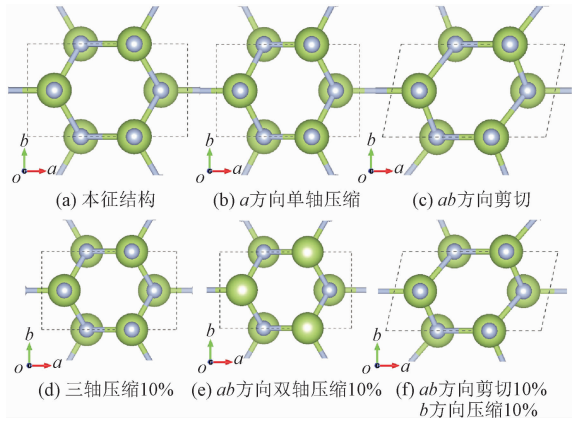 b
o a
(a) 本征结构
b
o a
(b) a方向单轴压缩
b
o a
(c) ab方向剪切
b
o a
(d) 三轴压缩10%
b
o a
(e) ab方向双轴压缩10%
b
o a
(f) ab方向剪切10%
b方向压缩10%